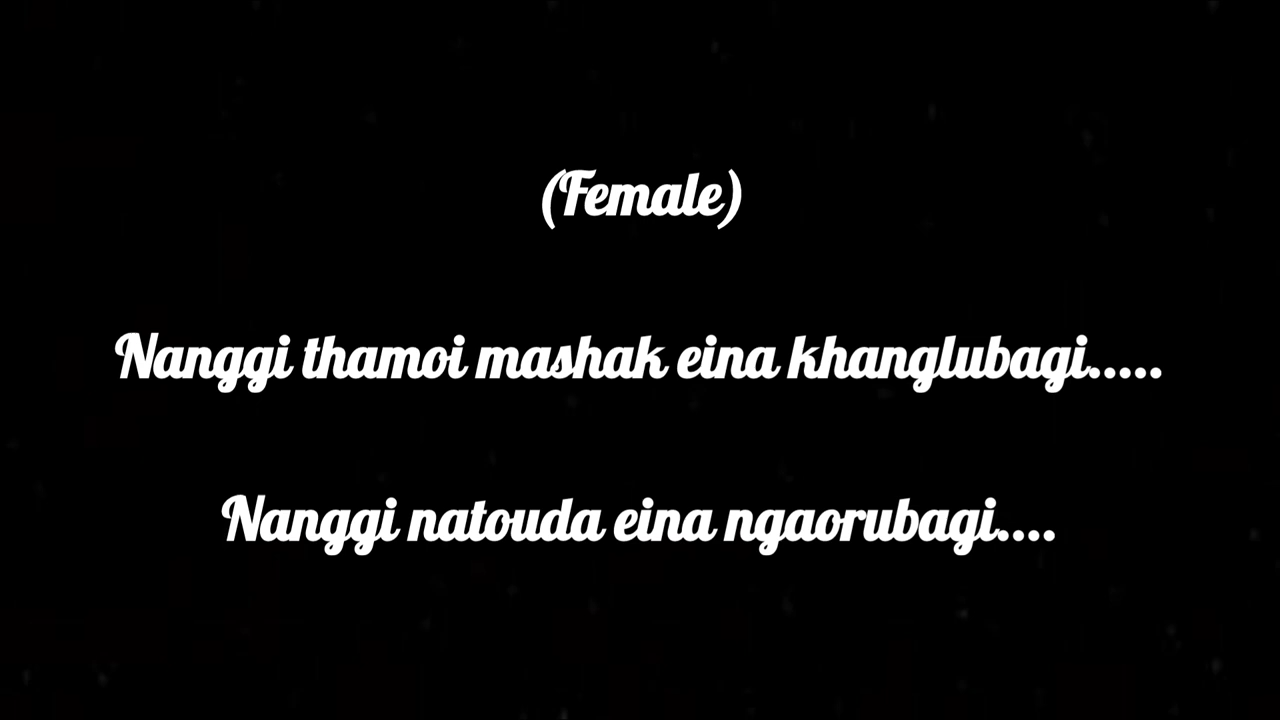 (Female)
Nanggi thamoi mashak eina khanglubagi.....
Nanggi natouda eina ngaorubagi....